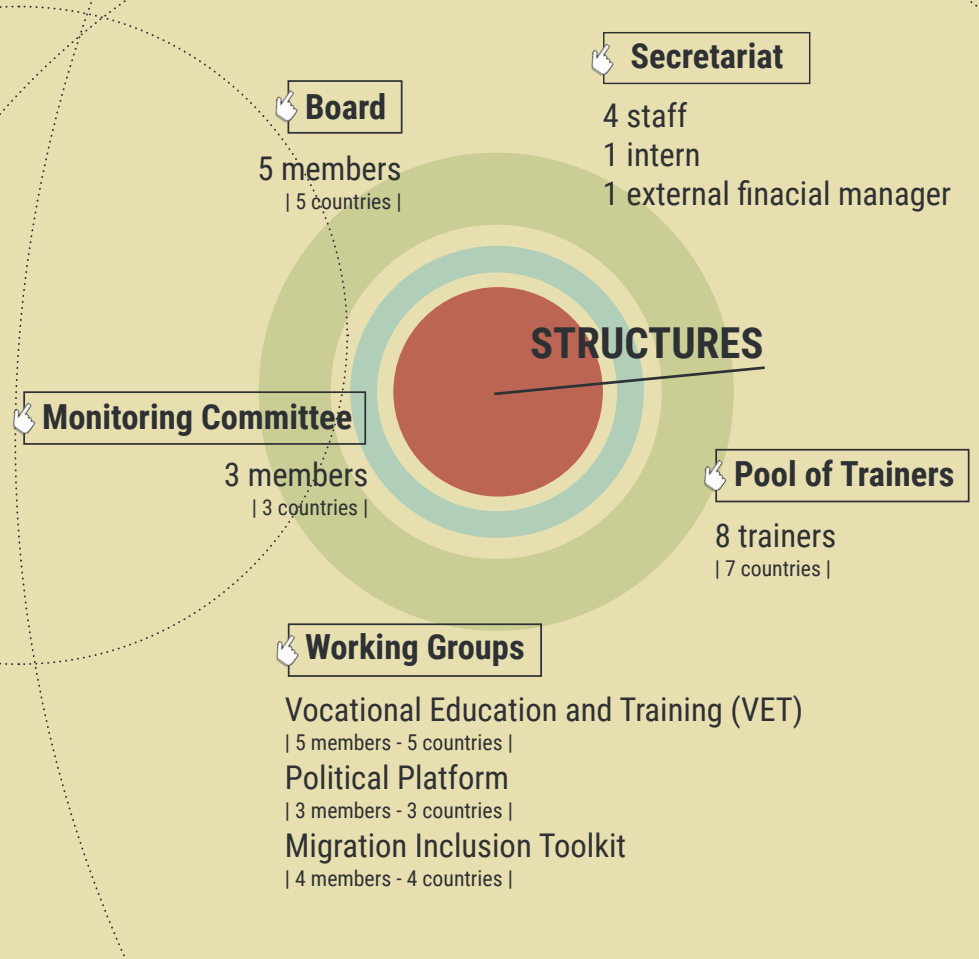 Secretariat
4 staff
1 intern
1 external finacial manager
Board
5 members
| 5 countries |
STRUCTURES
Monitoring Committee
3 members
| 3 countries |
Pool of Trainers
8 trainers
| 7 countries |
Working Groups
Vocational Education and Training (VET)
| 5 members - 5 countries |
Political Platform
| 3 members - 3 countries |
Migration Inclusion Toolkit
| 4 members - 4 countries |